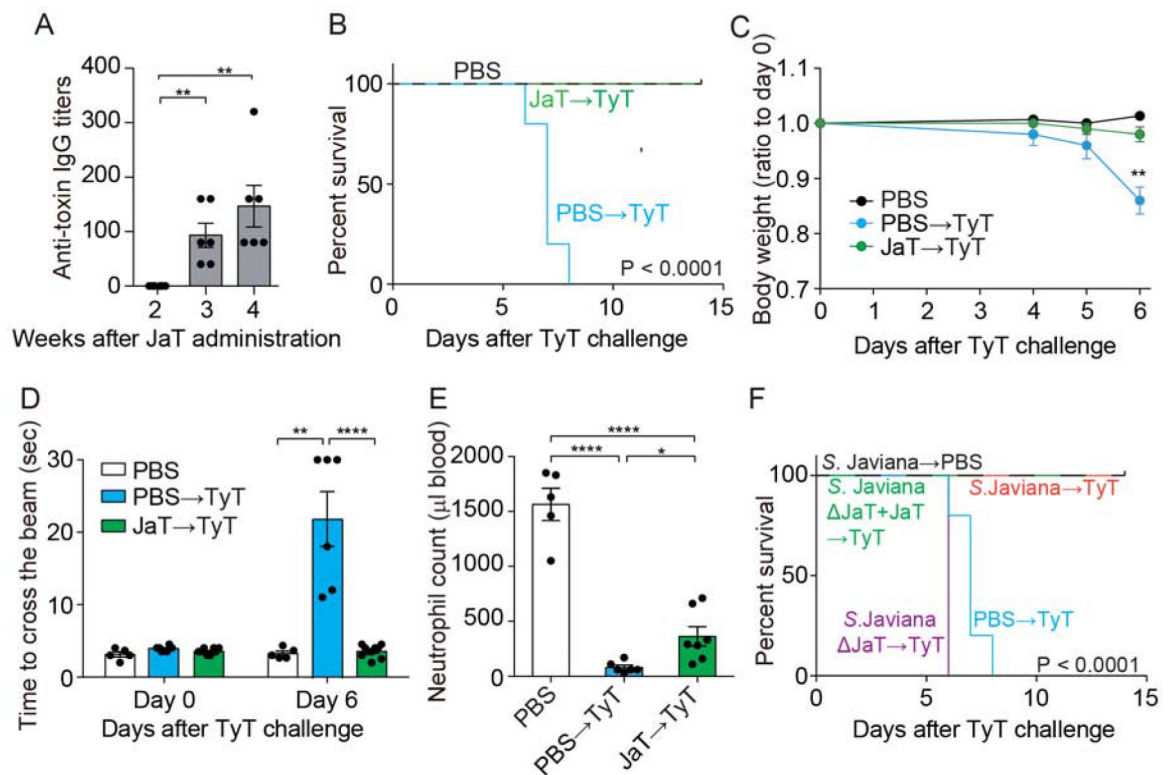 A
**
**
400
300
200
100
0
Anti-toxin IgG titers
2 3 4
Weeks after JaT administration
B
PBS
JaT→TyT
PBS→TyT
P < 0.0001
100
50
0
Percent survival
0 5 10 15
Days after TyT challenge
C
1.1
1.0
0.9
0.8
0.7
Body weight (ratio to day 0)
**
PBS
PBS→TyT
JaT→TyT
0 1 2 3 4 5 6
Days after TyT challenge
D
** ****
30
20
10
0
Time to cross the beam (sec)
PBS
PBS→TyT
JaT→TyT
Day 0 Day 6
Days after TyT challenge
E
****
**** *
2000
1500
1000
500
0
Neutrophil count (µl blood)
PBS
PBS→TyT
JaT→TyT
F
S. Javiana→PBS
S. Javiana
ΔJaT+JaT
→TyT
S.Javiana→TyT
S.Javiana
ΔJaT→TyT
PBS→TyT
P < 0.0001
100
50
0
Percent survival
0 5 10 15
Days after TyT challenge